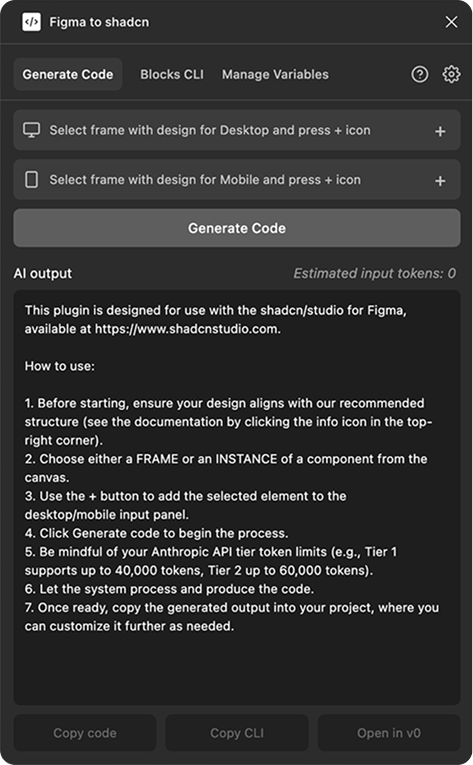 Figma to shadcn
Generate Code
Blocks CLI
Manage Variables
Select frame with design for Desktop and press + icon
+
Select frame with design for Mobile and press + icon
+
Generate Code
AI output
Estimated input tokens: 0
This plugin is designed for use with the shadcn/studio for Figma,
available at https://www.shadcnstudio.com.
How to use:
1. Before starting, ensure your design aligns with our recommended
structure (see the documentation by clicking the info icon in the top-
right corner).
2. Choose either a FRAME or an INSTANCE of a component from the
canvas.
3. Use the + button to add the selected element to the
desktop/mobile input panel.
4. Click Generate code to begin the process.
5. Be mindful of your Anthropic API tier token limits (e.g., Tier 1
supports up to 40,000 tokens, Tier 2 up to 60,000 tokens).
6. Let the system process and produce the code.
7. Once ready, copy the generated output into your project, where you
can customize it further as needed.
Copy code
Copy CLI
Open in v0